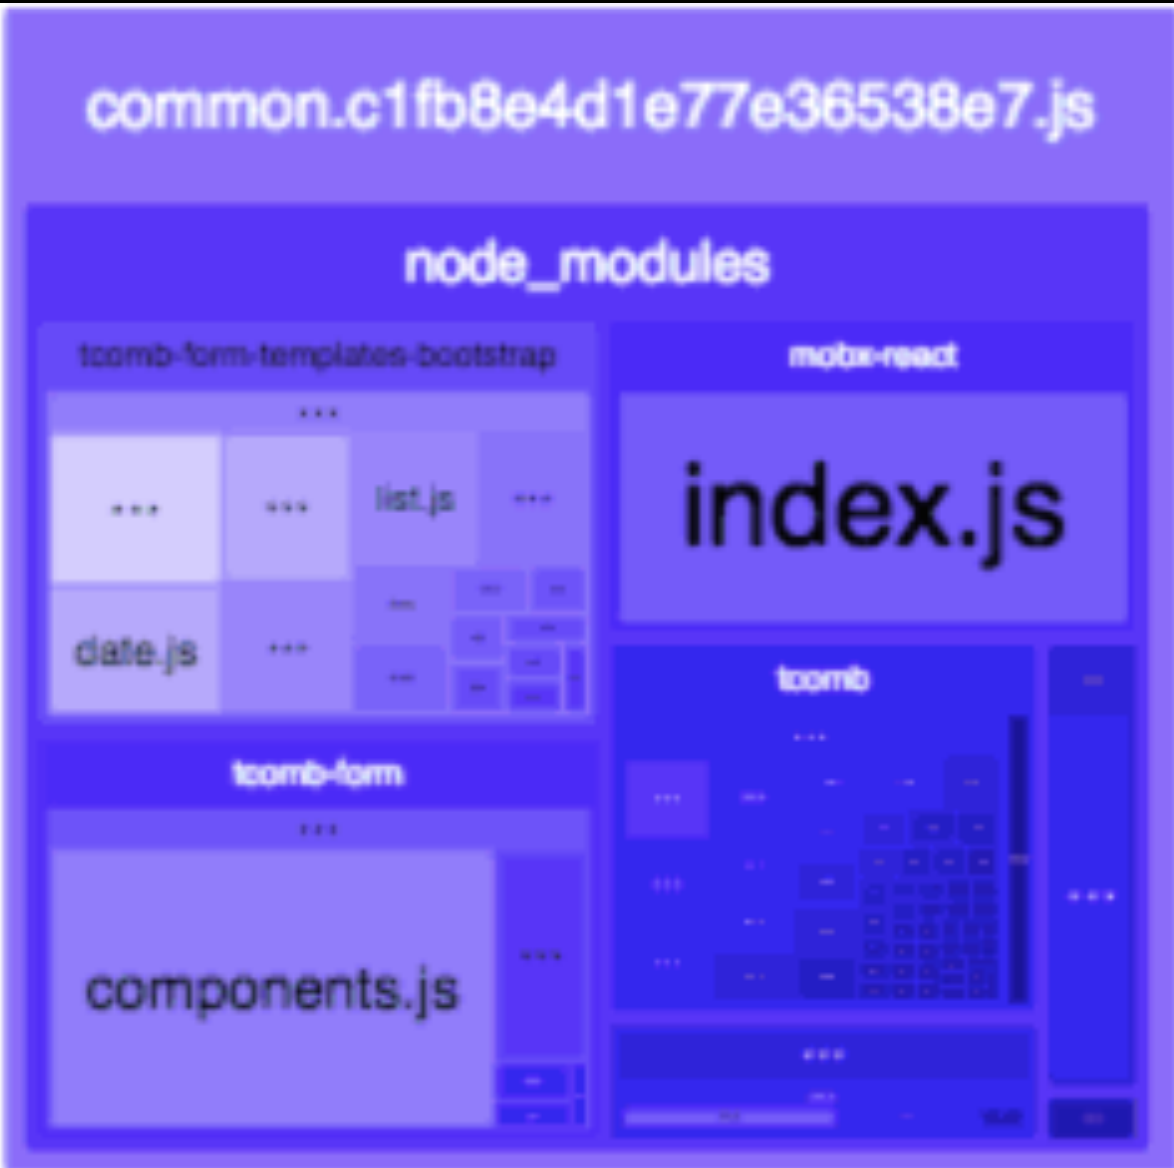 common.c1fb8e4d1e77e36538e7.js
node_modules
tcomb-form-templates-bootstrap
...
...
...
list.js
...
date.js
...
mobx-react
index.js
tcomb
...
...
tcomb-form
...
components.js
...
...
...